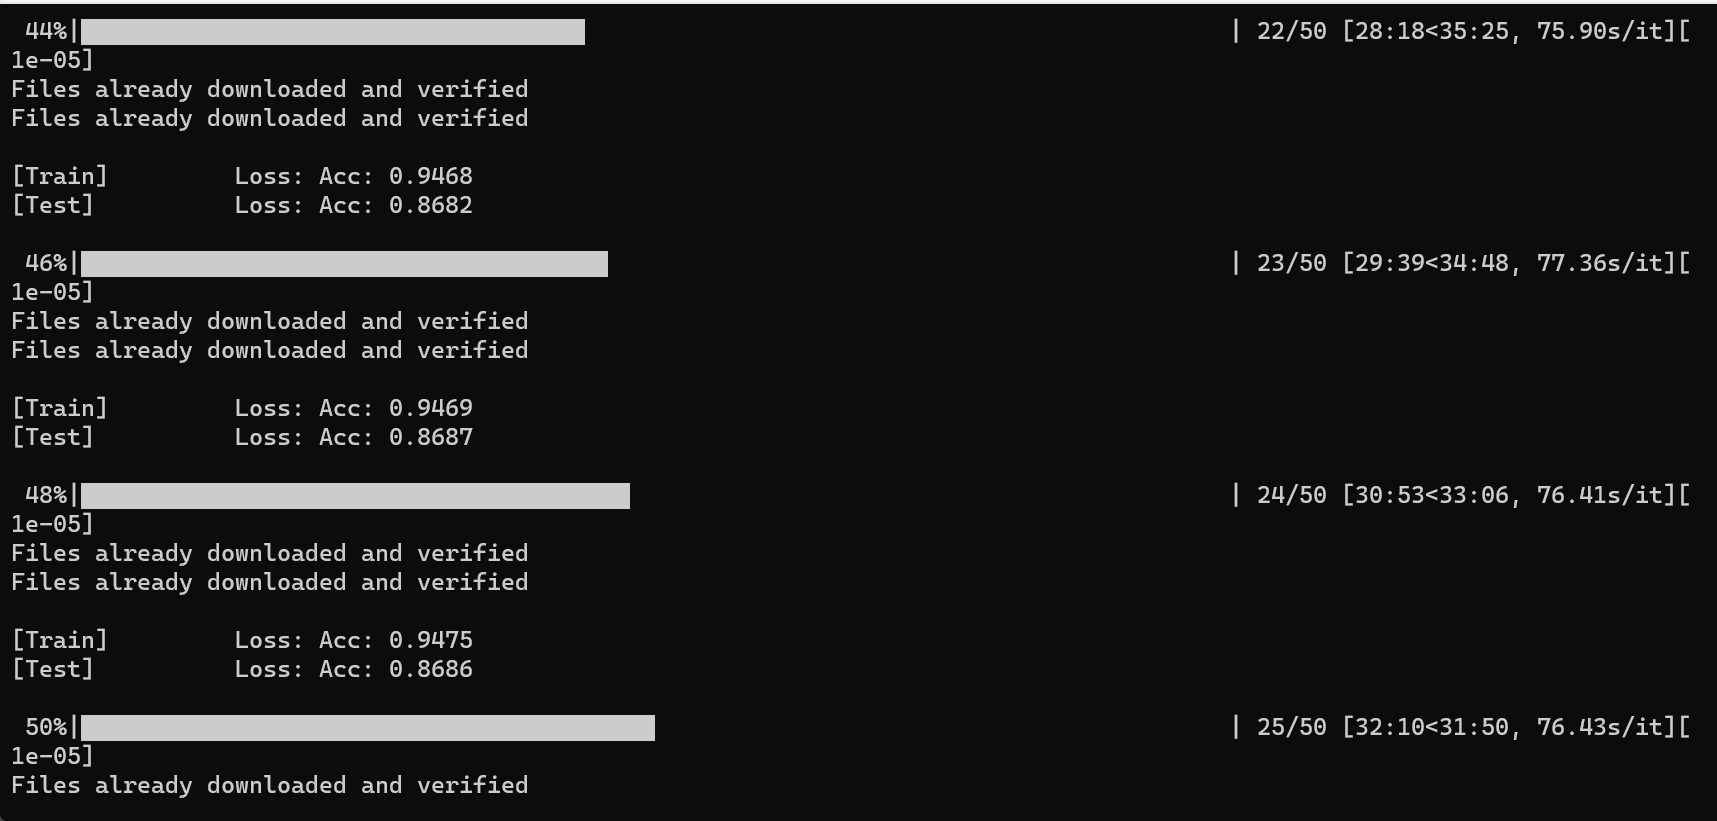 44%| | 22/50 [28:18<35:25, 75.90s/it][
1e-05]
Files already downloaded and verified
Files already downloaded and verified
[Train] Loss: Acc: 0.9468
[Test] Loss: Acc: 0.8682
46%| | 23/50 [29:39<34:48, 77.36s/it][
1e-05]
Files already downloaded and verified
Files already downloaded and verified
[Train] Loss: Acc: 0.9469
[Test] Loss: Acc: 0.8687
48%| | 24/50 [30:53<33:06, 76.41s/it][
1e-05]
Files already downloaded and verified
Files already downloaded and verified
[Train] Loss: Acc: 0.9475
[Test] Loss: Acc: 0.8686
50%| | 25/50 [32:10<31:50, 76.43s/it][
1e-05]
Files already downloaded and verified